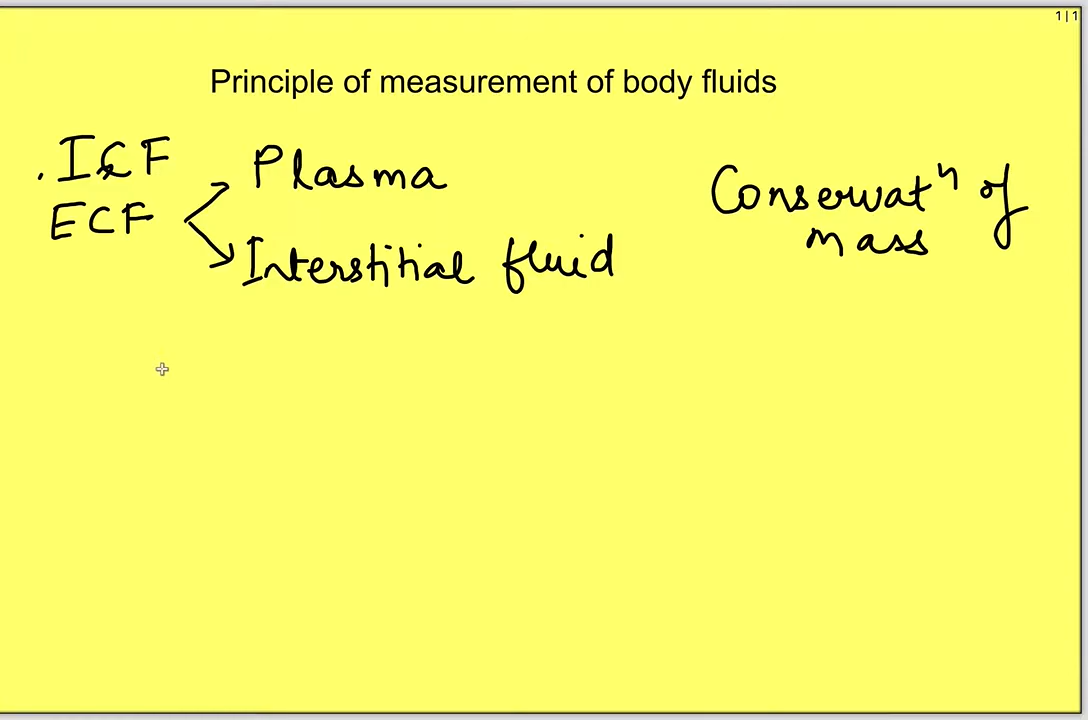 1|1
Principle of measurement of body fluids
. ICF
ECF
Plasma
Interstitial fluid
Conservatⁿ of
mass